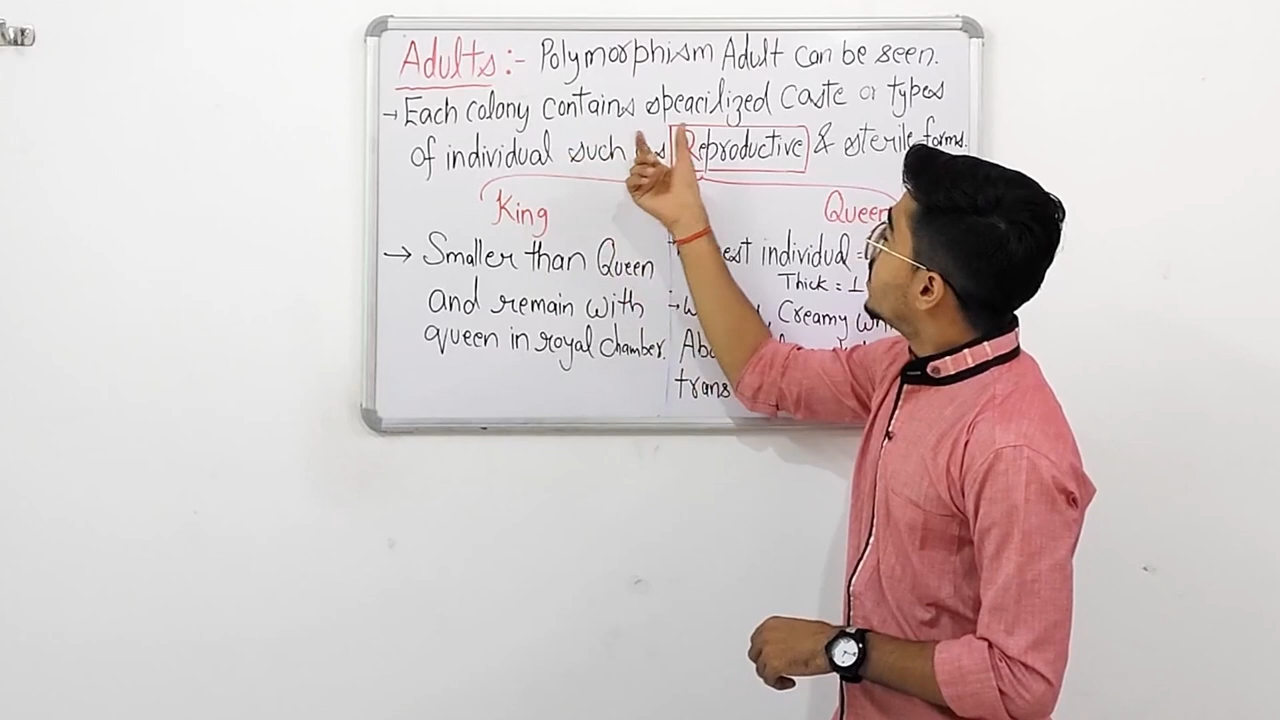 Adults :- Polymorphism Adult can be seen.
→ Each colony contains speacilized caste or types
of individual such as Reproductive & sterile forms.
King
Queen
→ Smaller than Queen
and remain with
queen in royal chamber.
individual =
Thick = 1
Creamy
trans